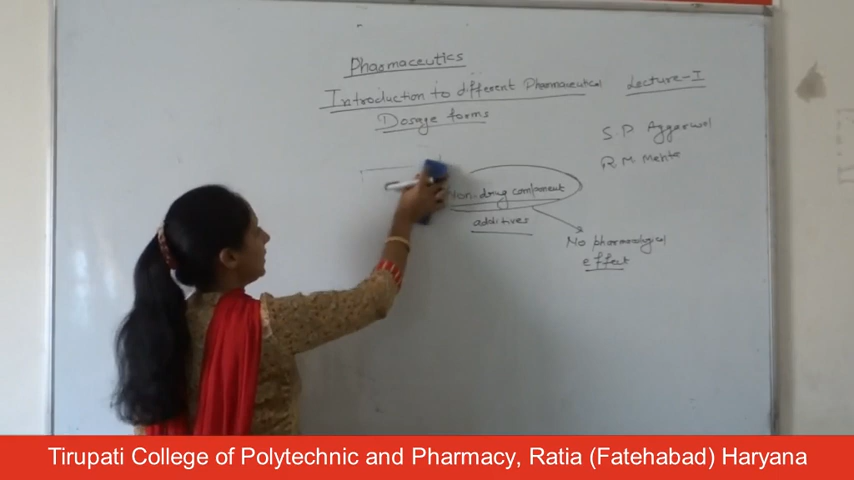 Pharmaceutics
Introduction to different Pharmaceutical Lecture-I
Dosage forms
S.P Aggarwal
R.M Mehta
Non-drug component
additives
No pharmacological
effect
Tirupati College of Polytechnic and Pharmacy, Ratia (Fatehabad) Haryana